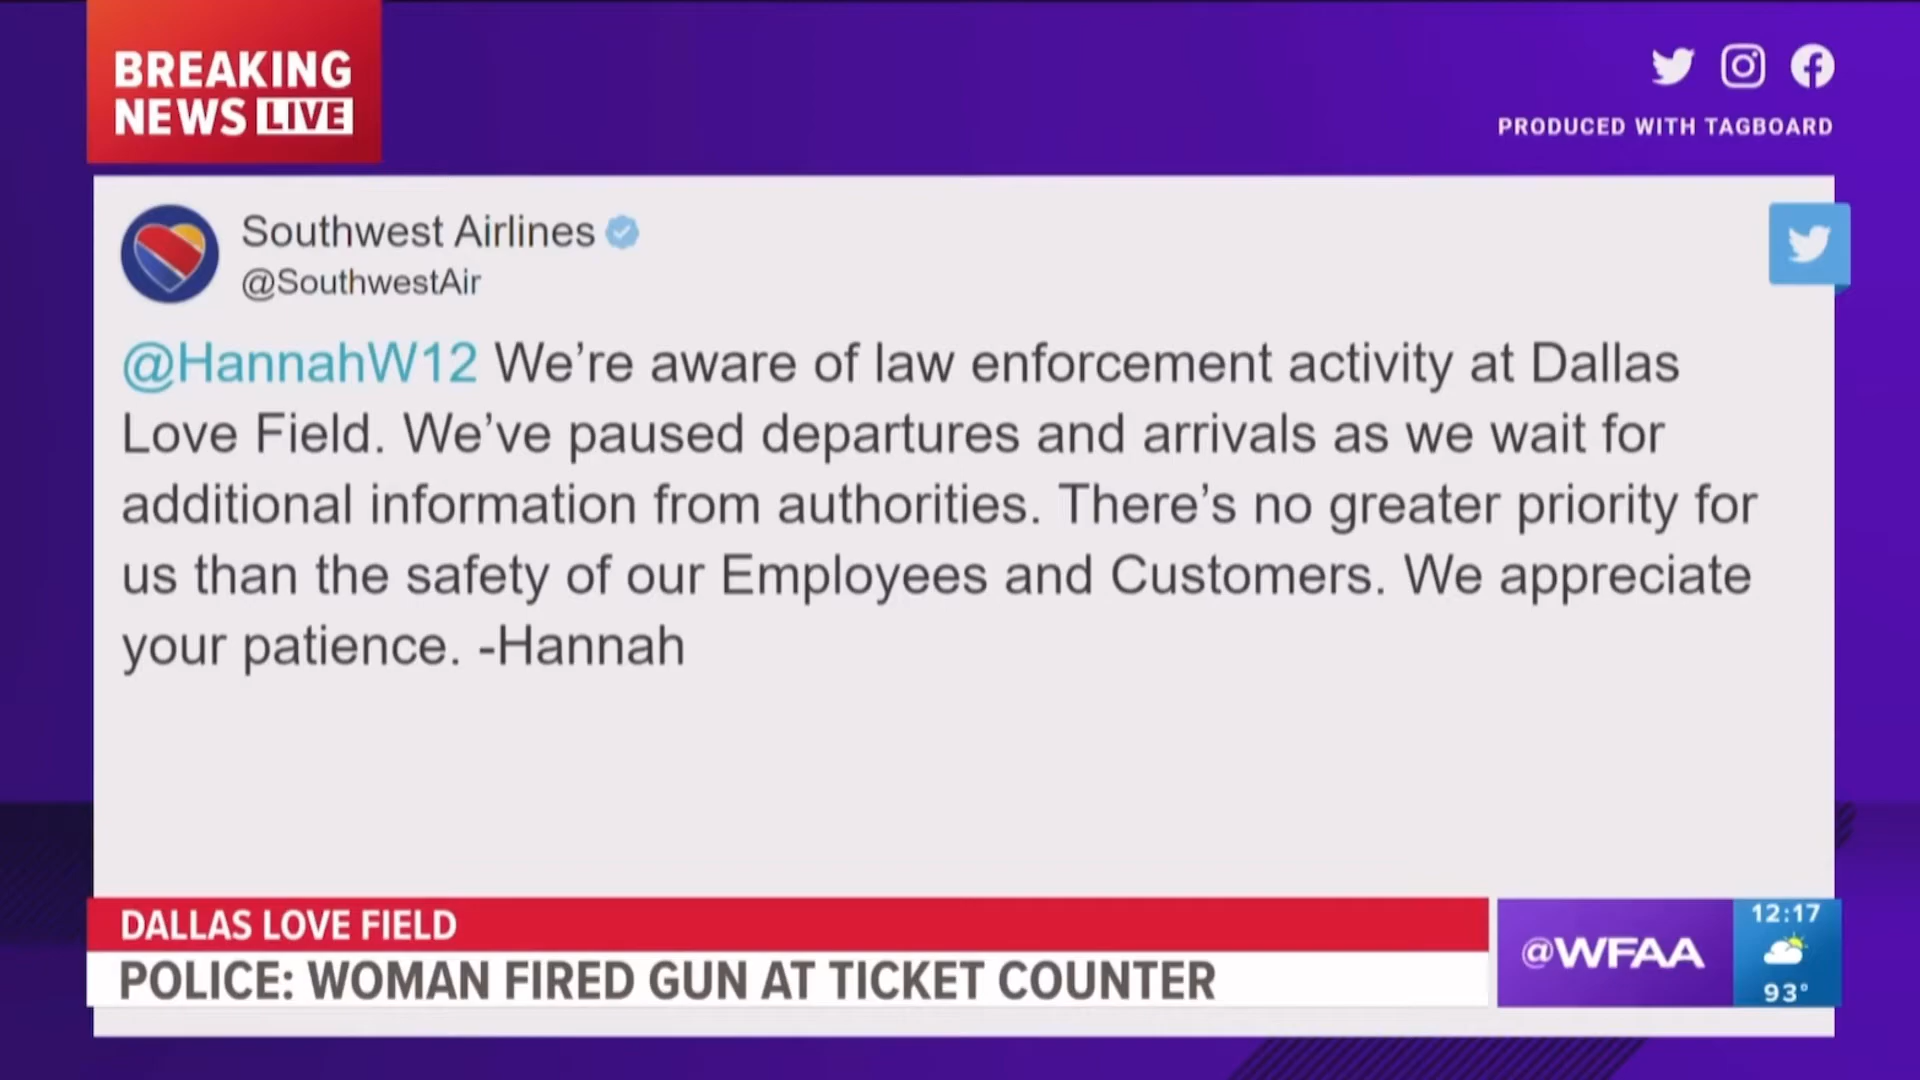 BREAKING
NEWS LIVE
PRODUCED WITH TAGBOARD
Southwest Airlines
@SouthwestAir
@HannahW12 We’re aware of law enforcement activity at Dallas
Love Field. We’ve paused departures and arrivals as we wait for
additional information from authorities. There’s no greater priority for
us than the safety of our Employees and Customers. We appreciate
your patience. -Hannah
DALLAS LOVE FIELD
POLICE: WOMAN FIRED GUN AT TICKET COUNTER
@WFAA
12:17
93°